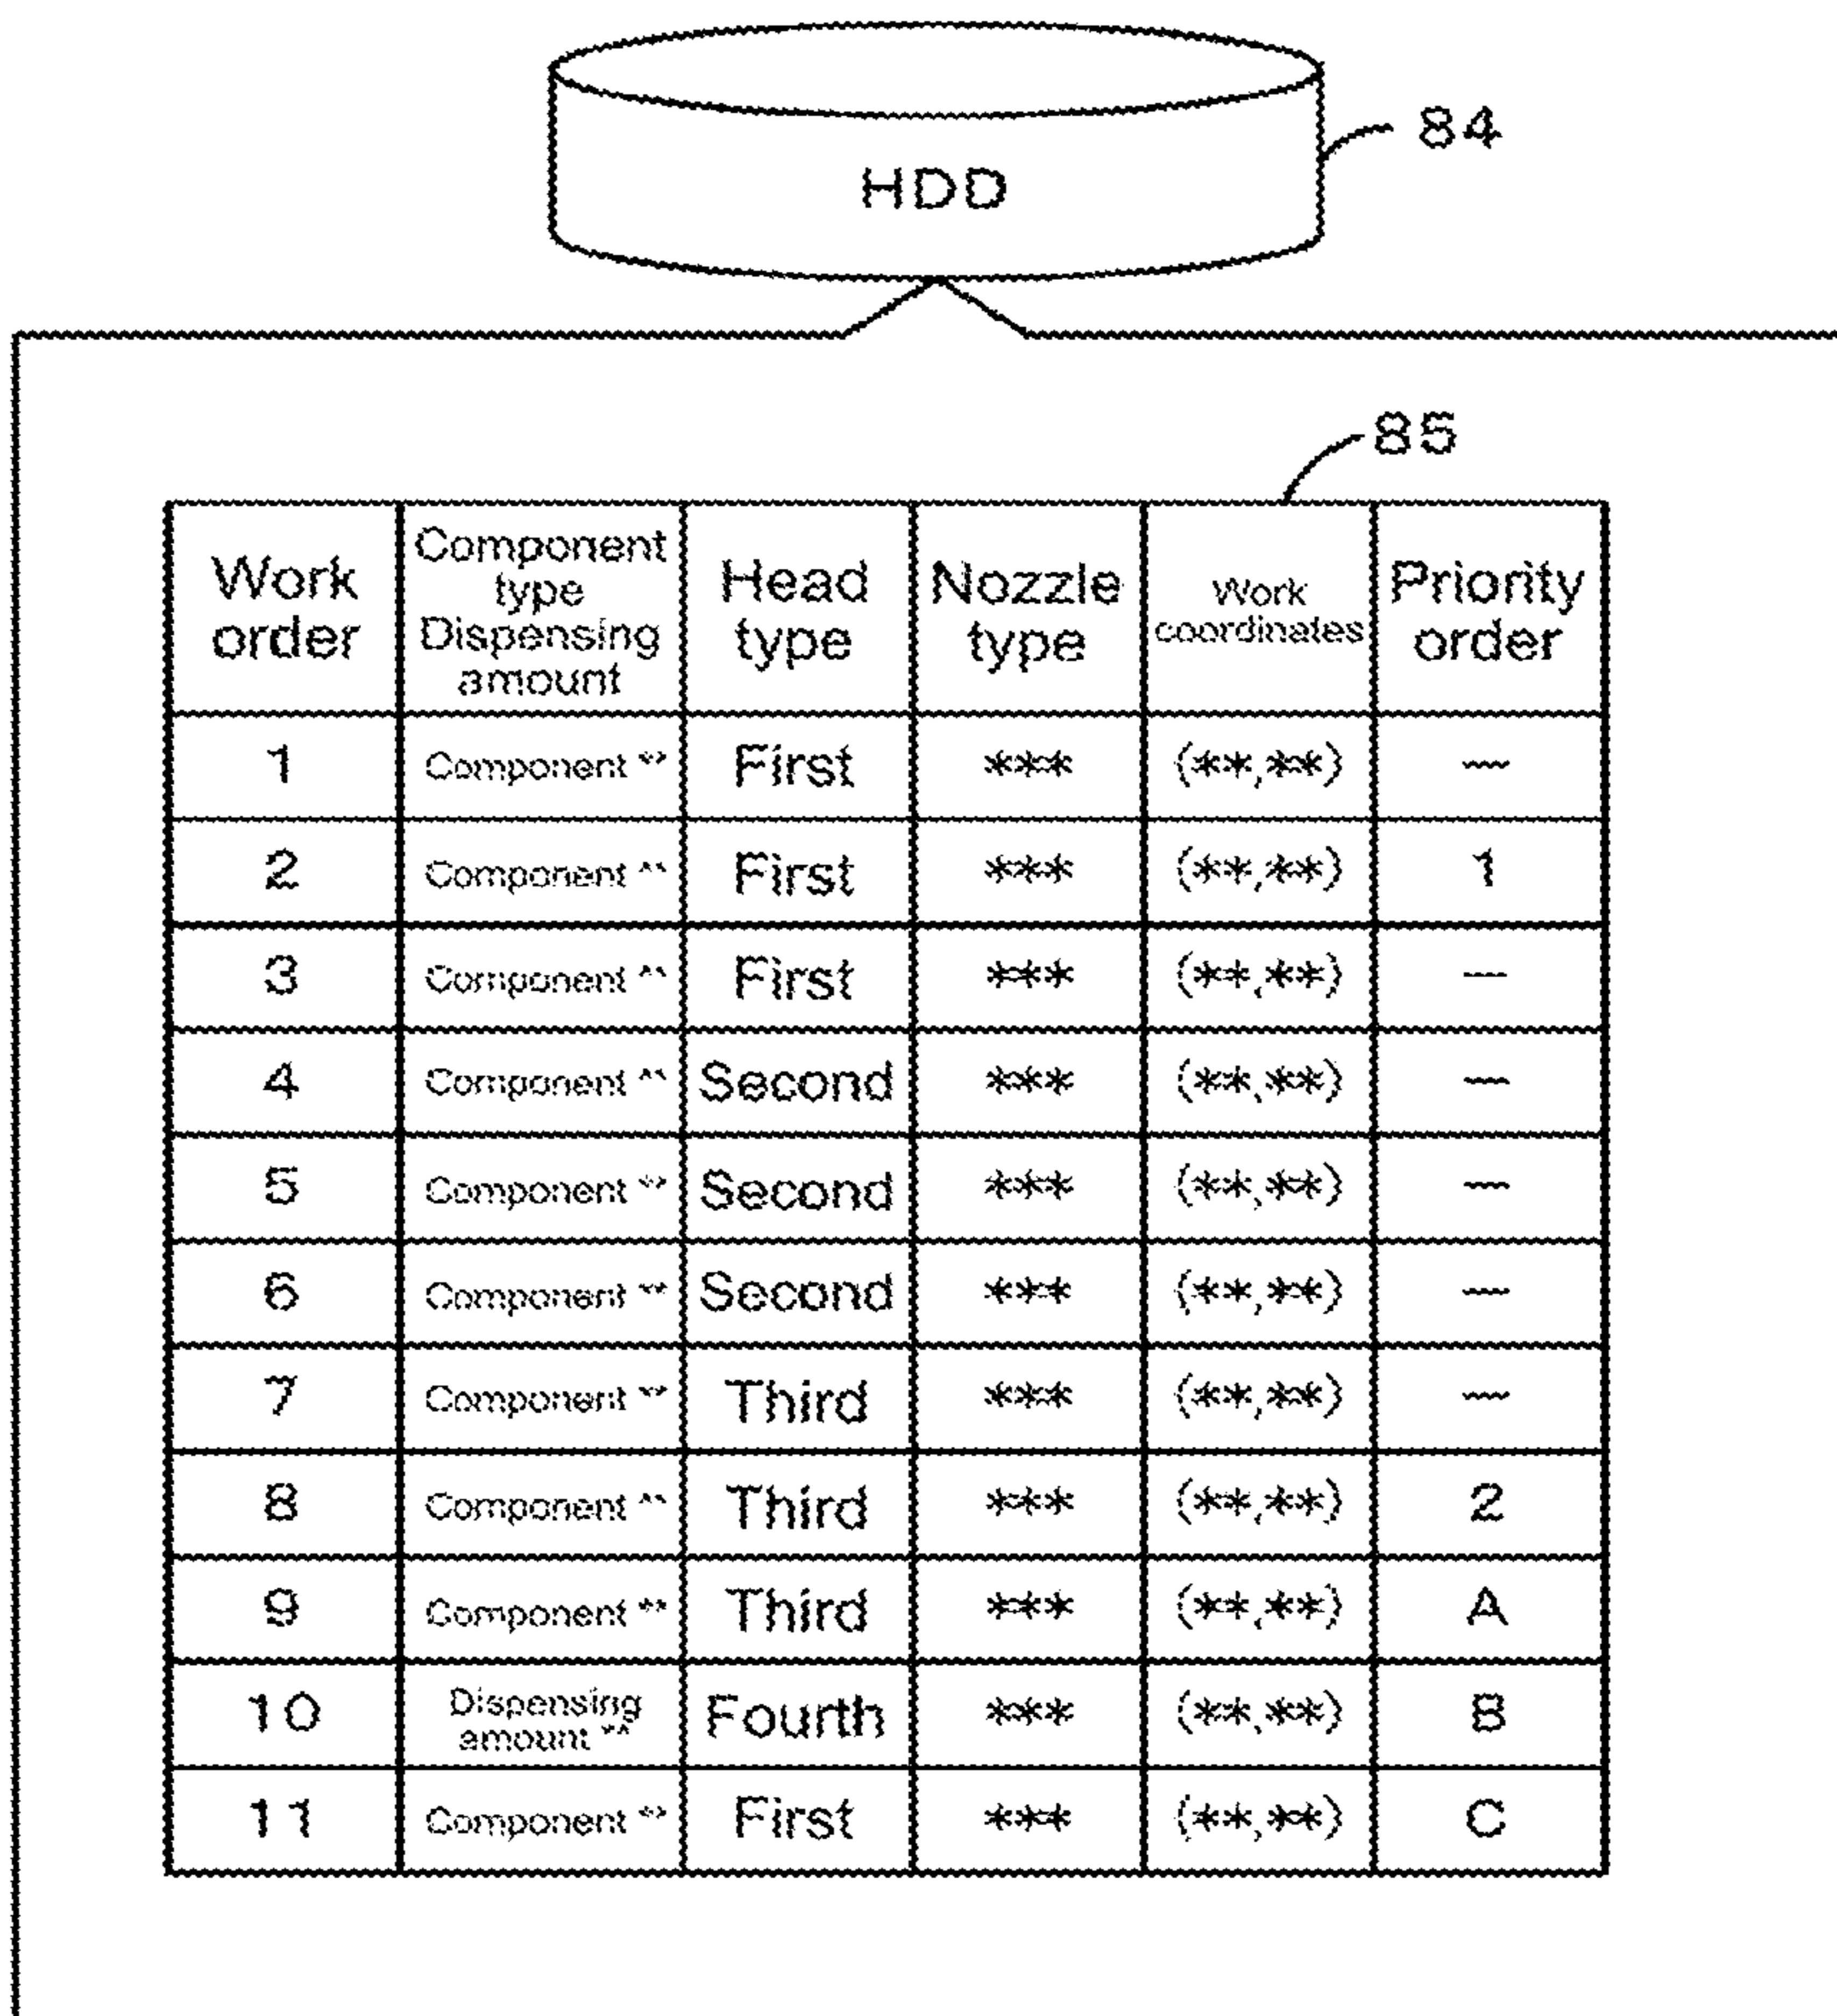 HDD
84
85
Work order | Component type Dispensing amount | Head type | Nozzle type | Work coordinates | Priority order
1 | Component ** | First | *** | (**,**) | —
2 | Component ** | First | *** | (**,**) | 1
3 | Component ** | First | *** | (**,**) | —
4 | Component ** | Second | *** | (**,**) | —
5 | Component ** | Second | *** | (**,**) | —
6 | Component ** | Second | *** | (**,**) | —
7 | Component ** | Third | *** | (**,**) | —
8 | Component ** | Third | *** | (**,**) | 2
9 | Component ** | Third | *** | (**,**) | A
10 | Dispensing amount ** | Fourth | *** | (**,**) | B
11 | Component ** | First | *** | (**,**) | C